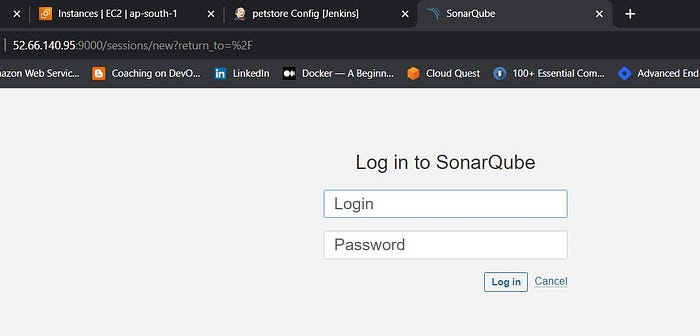 Instances | EC2 | ap-south-1 petstore Config [Jenkins] SonarQube
52.66.140.95:9000/sessions/new?return_to=%2F
azon Web Servic... Coaching on DevO... LinkedIn Docker — A Beginn... Cloud Quest 100+ Essential Com... Advanced End
Log in to SonarQube
Login
Password
Log in Cancel